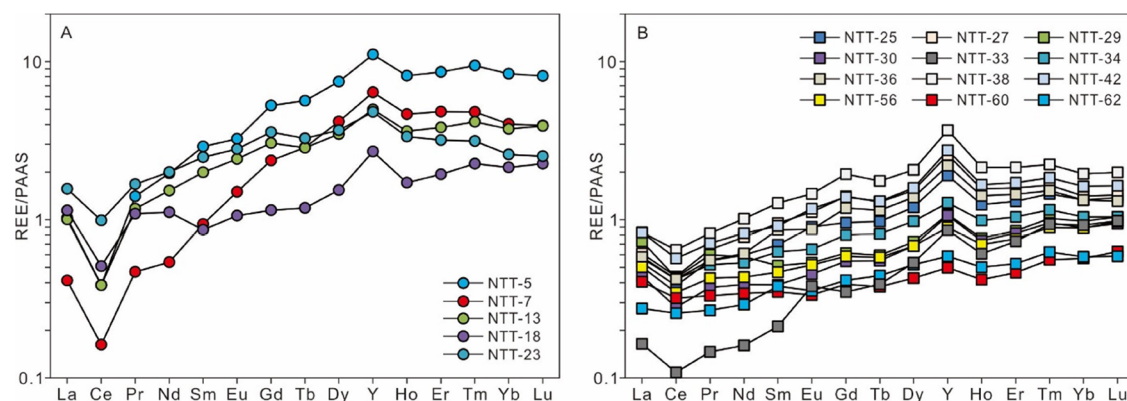 A
10
1
0.1
REE/PAAS
NTT-5
NTT-7
NTT-13
NTT-18
NTT-23
La Ce Pr Nd Sm Eu Gd Tb Dy Y Ho Er Tm Yb Lu
B
10
1
0.1
REE/PAAS
NTT-25 NTT-27 NTT-29
NTT-30 NTT-33 NTT-34
NTT-36 NTT-38 NTT-42
NTT-56 NTT-60 NTT-62
La Ce Pr Nd Sm Eu Gd Tb Dy Y Ho Er Tm Yb Lu